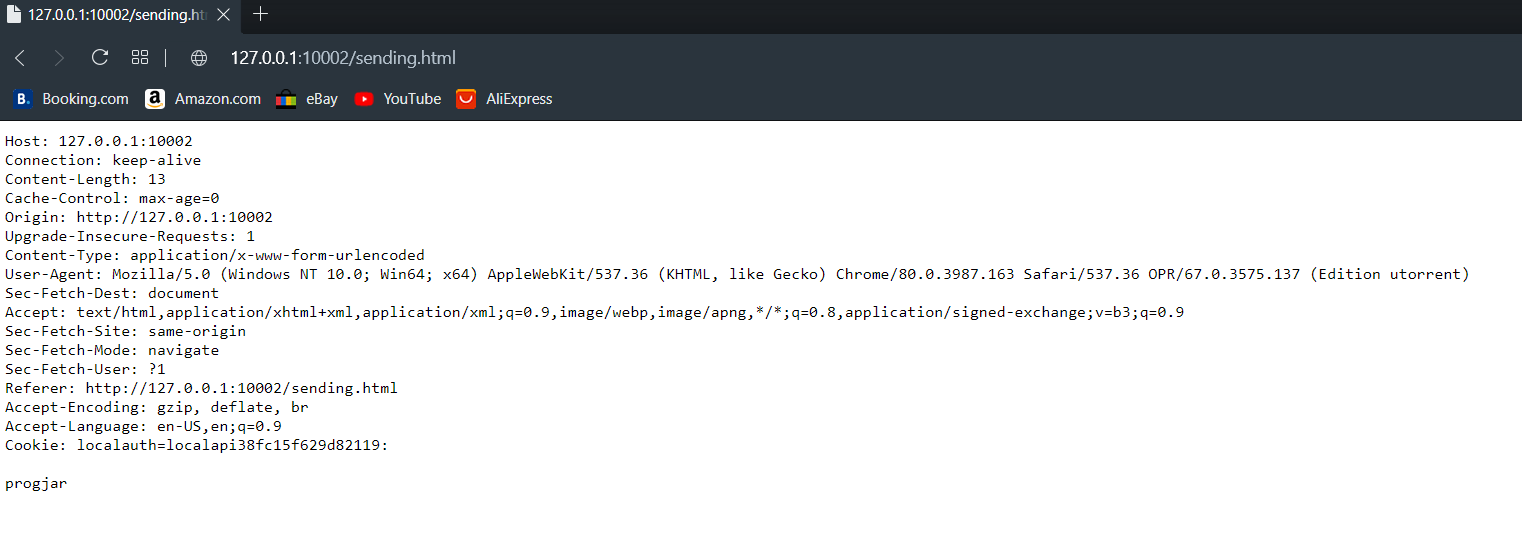 127.0.0.1:10002/sending.ht
127.0.0.1:10002/sending.html
B. Booking.com a Amazon.com eBay YouTube AliExpress
Host: 127.0.0.1:10002
Connection: keep-alive
Content-Length: 13
Cache-Control: max-age=0
Origin: http://127.0.0.1:10002
Upgrade-Insecure-Requests: 1
Content-Type: application/x-www-form-urlencoded
User-Agent: Mozilla/5.0 (Windows NT 10.0; Win64; x64) AppleWebKit/537.36 (KHTML, like Gecko) Chrome/80.0.3987.163 Safari/537.36 OPR/67.0.3575.137 (Edition utorrent)
Sec-Fetch-Dest: document
Accept: text/html,application/xhtml+xml,application/xml;q=0.9,image/webp,image/apng,*/*;q=0.8,application/signed-exchange;v=b3;q=0.9
Sec-Fetch-Site: same-origin
Sec-Fetch-Mode: navigate
Sec-Fetch-User: ?1
Referer: http://127.0.0.1:10002/sending.html
Accept-Encoding: gzip, deflate, br
Accept-Language: en-US,en;q=0.9
Cookie: localauth=localapi38fc15f629d82119:
progjar